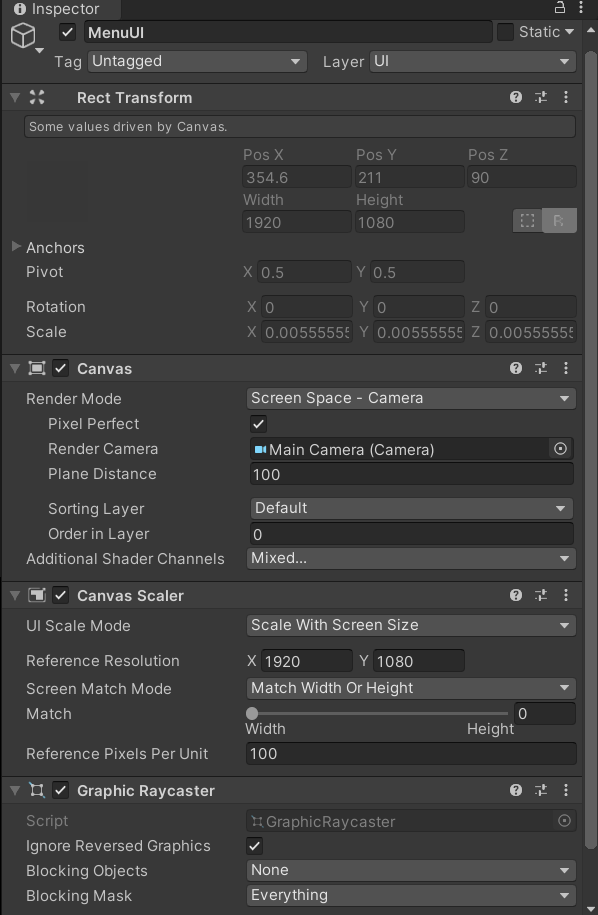 Inspector
MenuUI
Static
Tag Untagged Layer UI
Rect Transform
Some values driven by Canvas.
Pos X Pos Y Pos Z
354.6 211 90
Width Height
1920 1080
R
Anchors
Pivot X 0.5 Y 0.5
Rotation X 0 Y 0 Z 0
Scale X 0.00555555 Y 0.00555555 Z 0.00555555
Canvas
Render Mode Screen Space - Camera
Pixel Perfect
Render Camera Main Camera (Camera)
Plane Distance 100
Sorting Layer Default
Order in Layer 0
Additional Shader Channels Mixed...
Canvas Scaler
UI Scale Mode Scale With Screen Size
Reference Resolution X 1920 Y 1080
Screen Match Mode Match Width Or Height
Match 0
Width Height
Reference Pixels Per Unit 100
Graphic Raycaster
Script GraphicRaycaster
Ignore Reversed Graphics
Blocking Objects None
Blocking Mask Everything